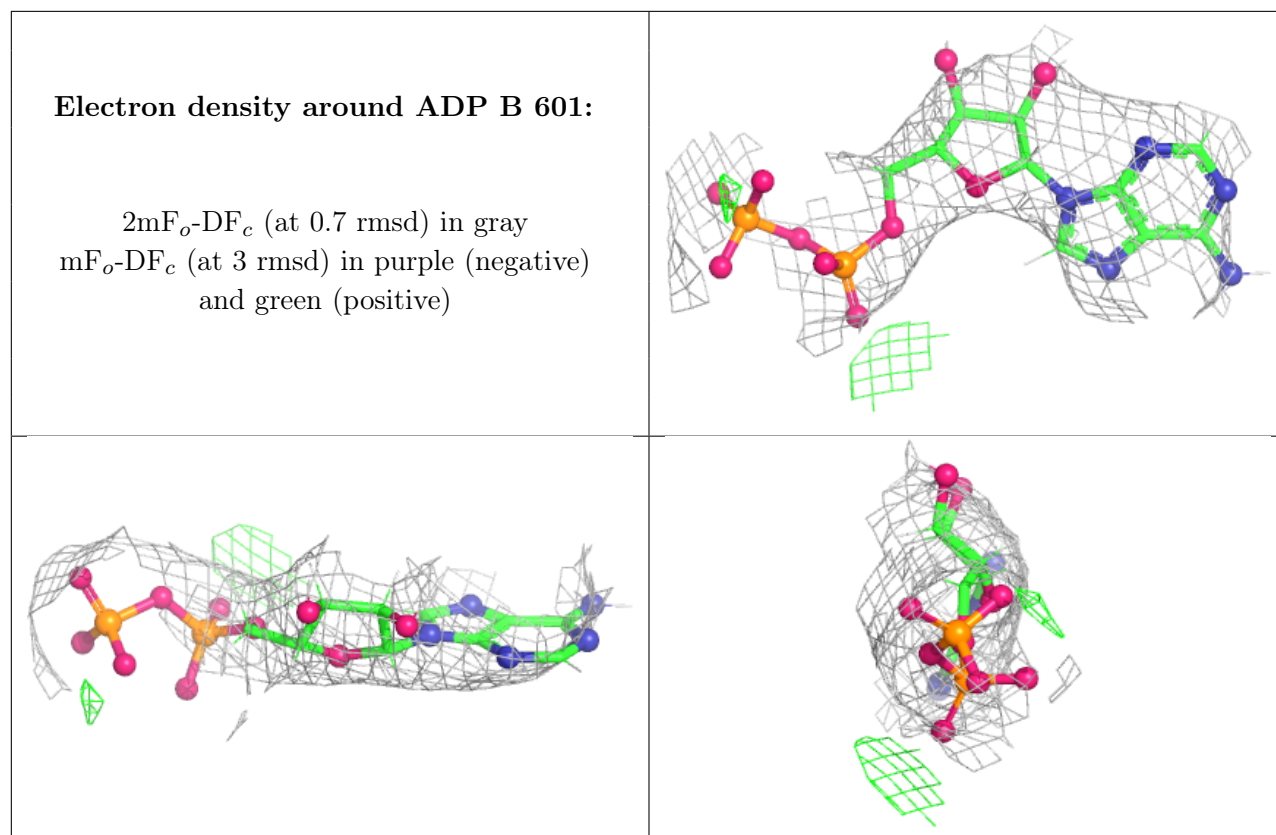 Electron density around ADP B 601:
2mFₒ-DF𝒸 (at 0.7 rmsd) in gray
mFₒ-DF𝒸 (at 3 rmsd) in purple (negative)
and green (positive)